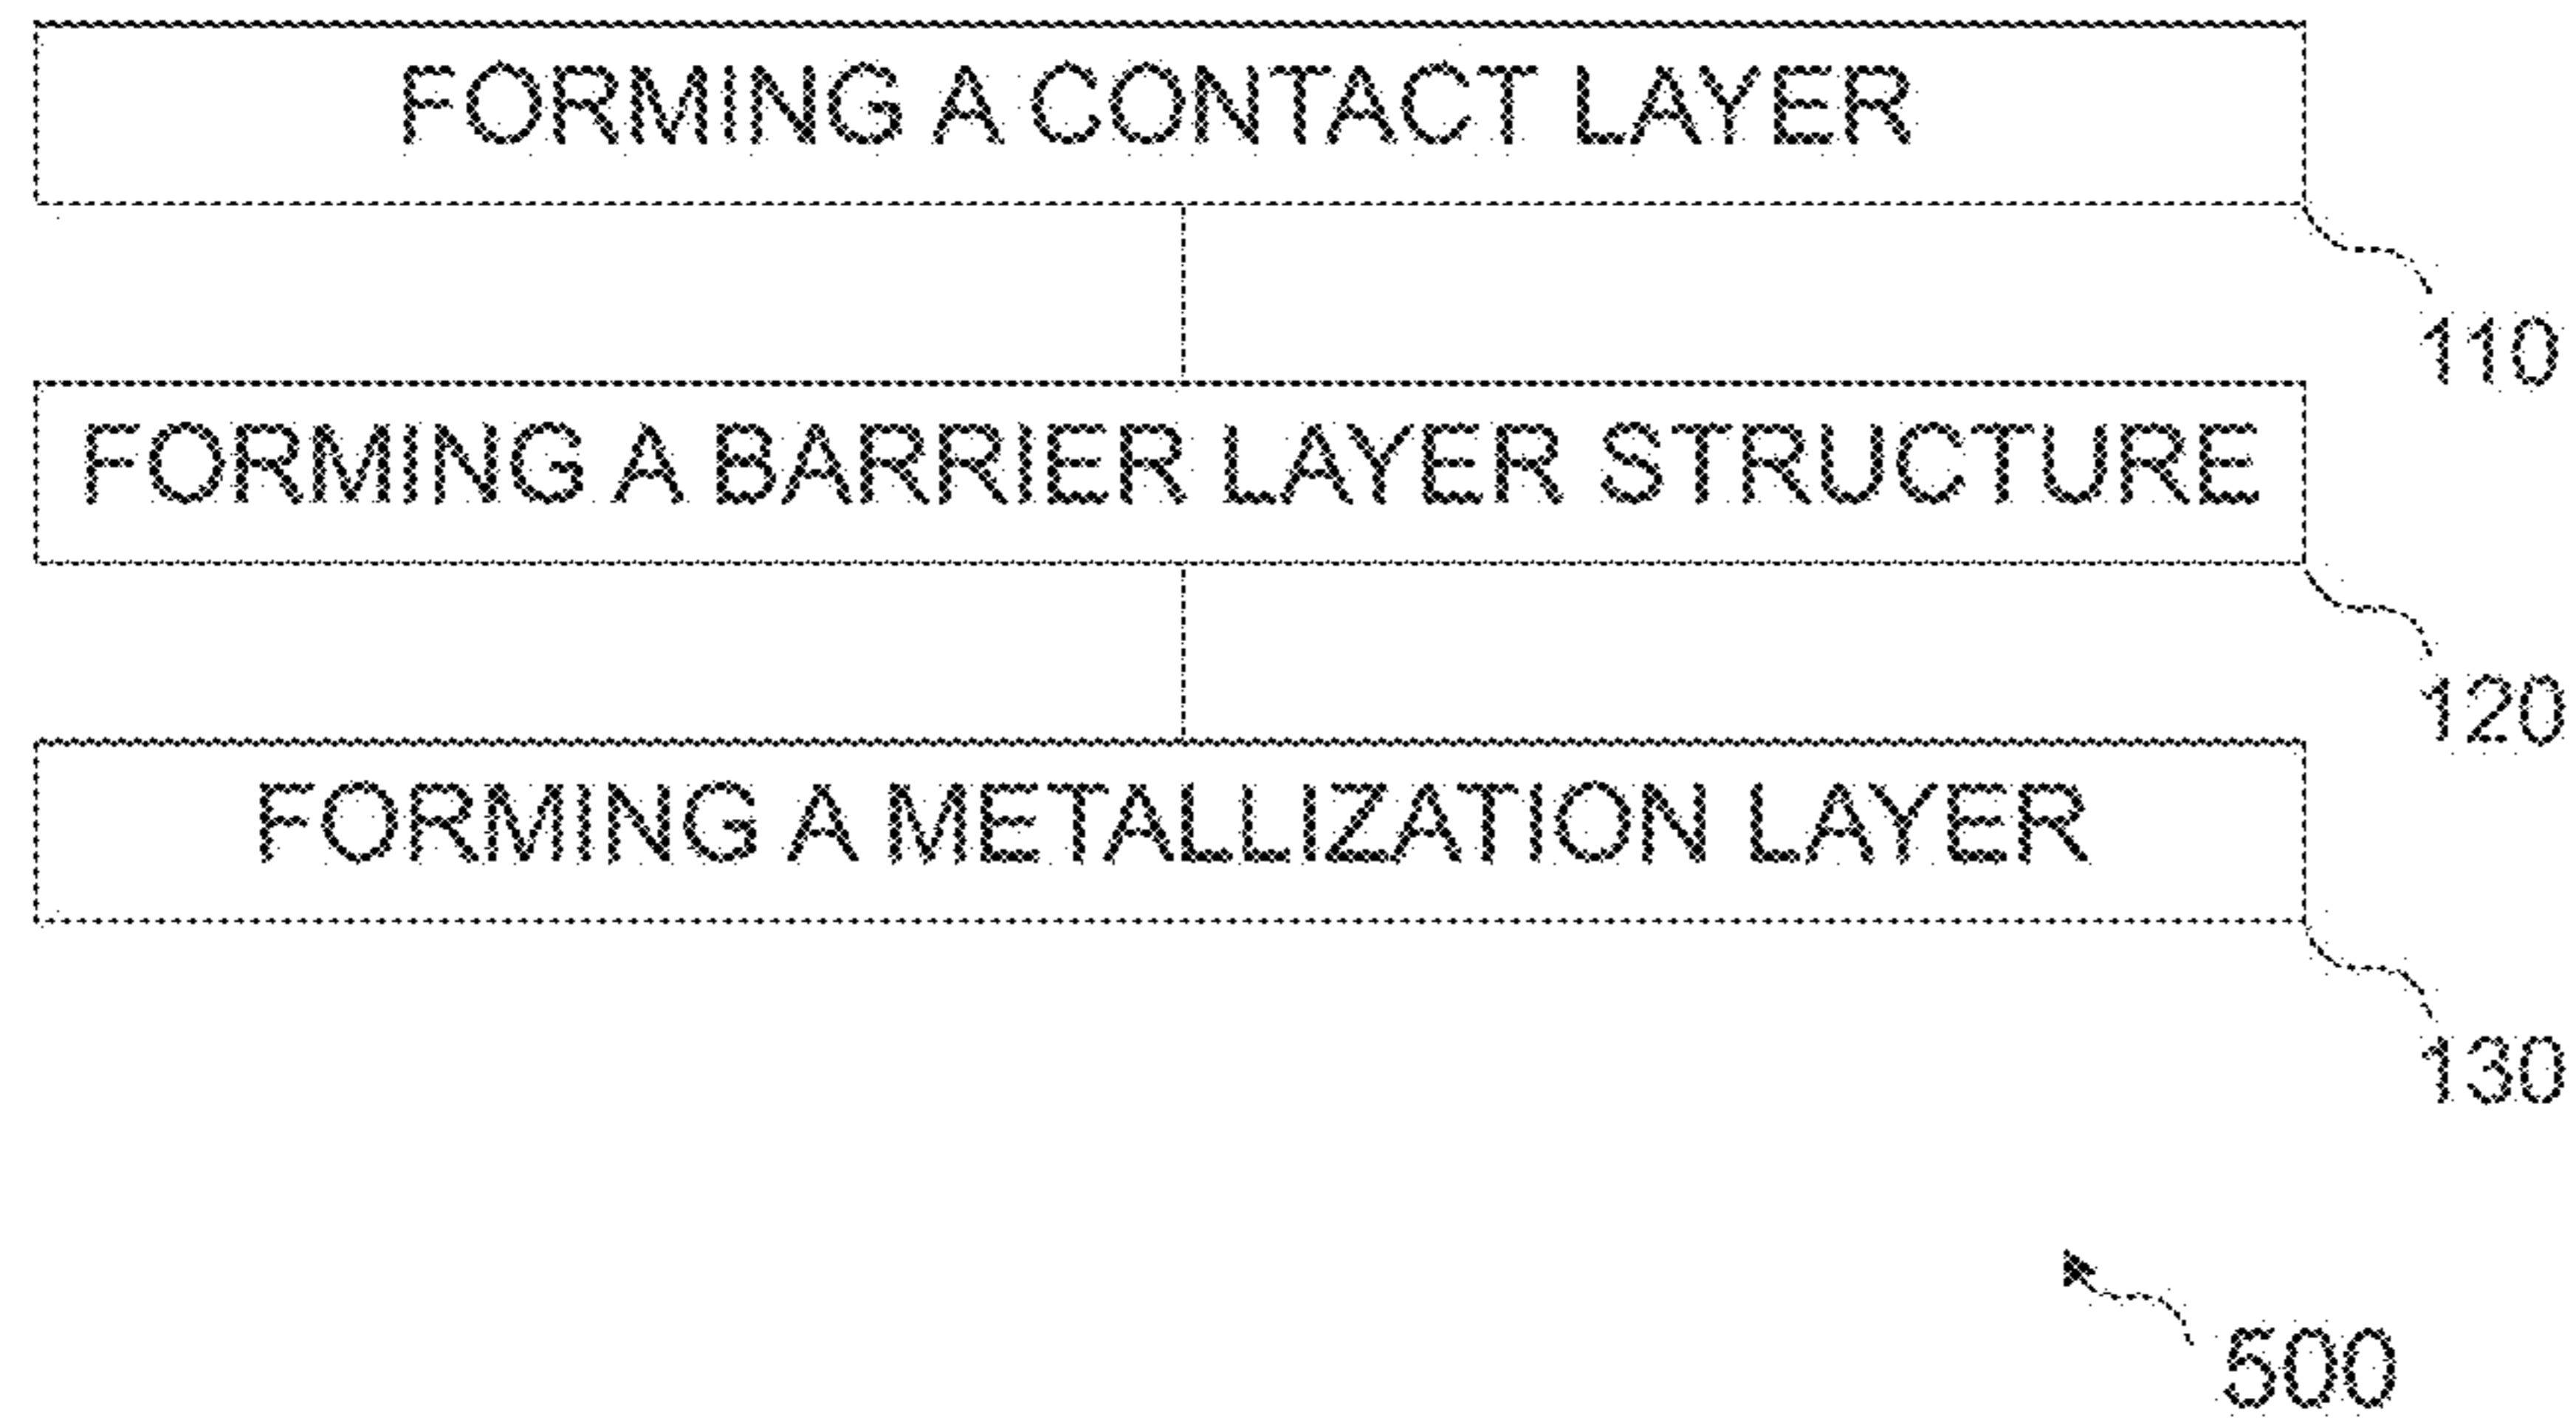 FORMING A CONTACT LAYER
110
FORMING A BARRIER LAYER STRUCTURE
120
FORMING A METALLIZATION LAYER
130
500